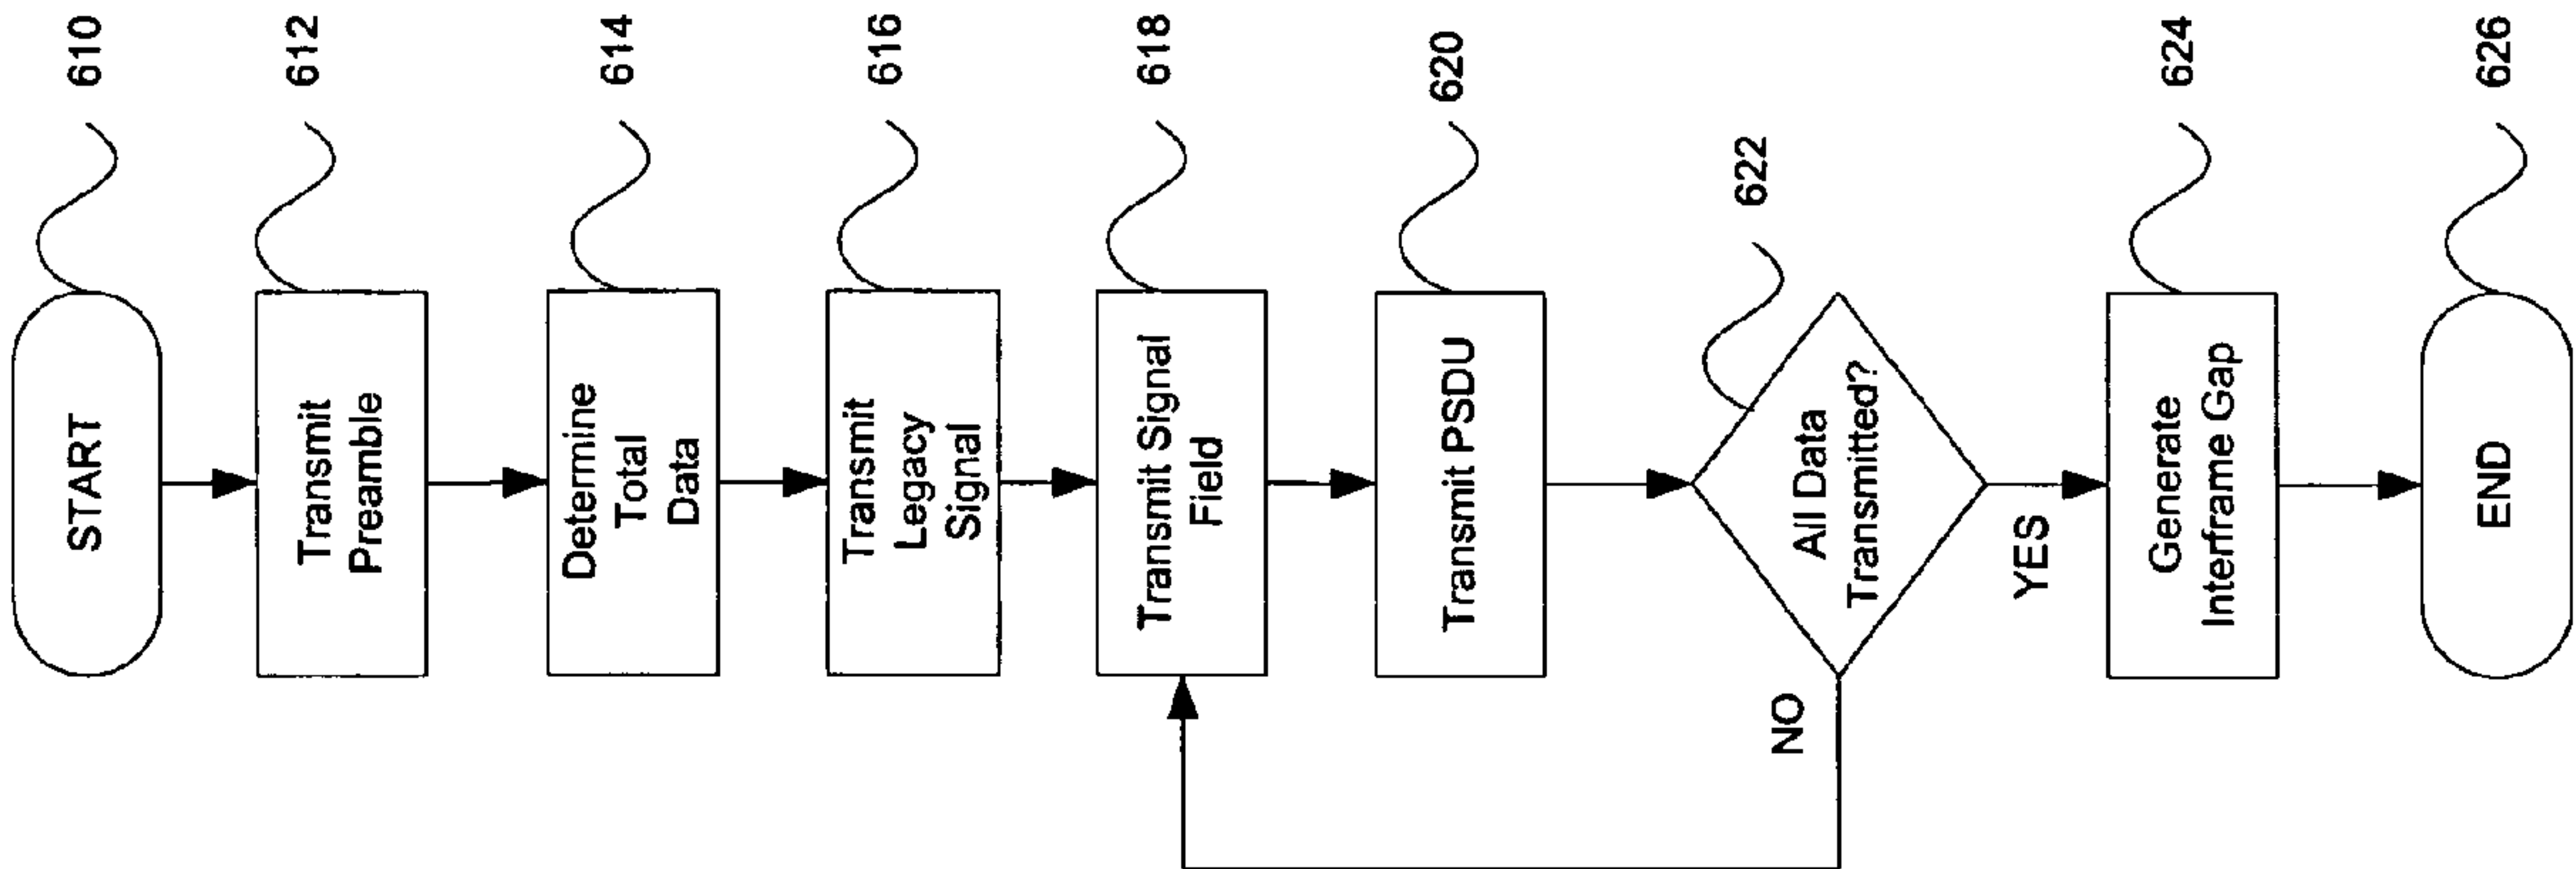 START
610
Transmit
Preamble
612
Determine
Total
Data
614
Transmit
Legacy
Signal
616
Transmit Signal
Field
618
Transmit PSDU
620
All Data
Transmitted?
622
NO
YES
Generate
Interframe Gap
624
END
626